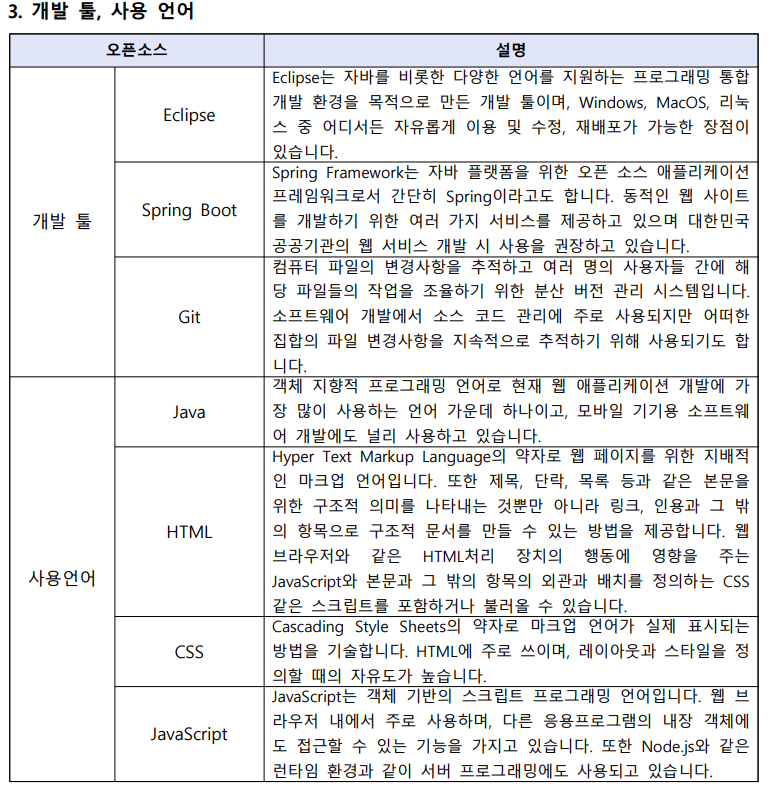 3. 개발 툴, 사용 언어
오픈소스
설명
개발 툴
Eclipse
Eclipse는 자바를 비롯한 다양한 언어를 지원하는 프로그래밍 통합
개발 환경을 목적으로 만든 개발 툴이며, Windows, MacOS, 리눅
스 중 어디서든 자유롭게 이용 및 수정, 재배포가 가능한 장점이
있습니다.
Spring Boot
Spring Framework는 자바 플랫폼을 위한 오픈 소스 애플리케이션
프레임워크로서 간단히 Spring이라고도 합니다. 동적인 웹 사이트
를 개발하기 위한 여러 가지 서비스를 제공하고 있으며 대한민국
공공기관의 웹 서비스 개발 시 사용을 권장하고 있습니다.
Git
컴퓨터 파일의 변경사항을 추적하고 여러 명의 사용자들 간에 해
당 파일들의 작업을 조율하기 위한 분산 버전 관리 시스템입니다.
소프트웨어 개발에서 소스 코드 관리에 주로 사용되지만 어떠한
집합의 파일 변경사항을 지속적으로 추적하기 위해 사용되기도 합
니다.
사용언어
Java
객체 지향적 프로그래밍 언어로 현재 웹 애플리케이션 개발에 가
장 많이 사용하는 언어 가운데 하나이고, 모바일 기기용 소프트웨
어 개발에도 널리 사용하고 있습니다.
HTML
Hyper Text Markup Language의 약자로 웹 페이지를 위한 지배적
인 마크업 언어입니다. 또한 제목, 단락, 목록 등과 같은 본문을
위한 구조적 의미를 나타내는 것뿐만 아니라 링크, 인용과 그 밖
의 항목으로 구조적 문서를 만들 수 있는 방법을 제공합니다. 웹
브라우저와 같은 HTML처리 장치의 행동에 영향을 주는
JavaScript와 본문과 그 밖의 항목의 외관과 배치를 정의하는 CSS
같은 스크립트를 포함하거나 불러올 수 있습니다.
CSS
Cascading Style Sheets의 약자로 마크업 언어가 실제 표시되는
방법을 기술합니다. HTML에 주로 쓰이며, 레이아웃과 스타일을 정
의할 때의 자유도가 높습니다.
JavaScript
JavaScript는 객체 기반의 스크립트 프로그래밍 언어입니다. 웹 브
라우저 내에서 주로 사용하며, 다른 응용프로그램의 내장 객체에
도 접근할 수 있는 기능을 가지고 있습니다. 또한 Node.js와 같은
런타임 환경과 같이 서버 프로그래밍에도 사용되고 있습니다.